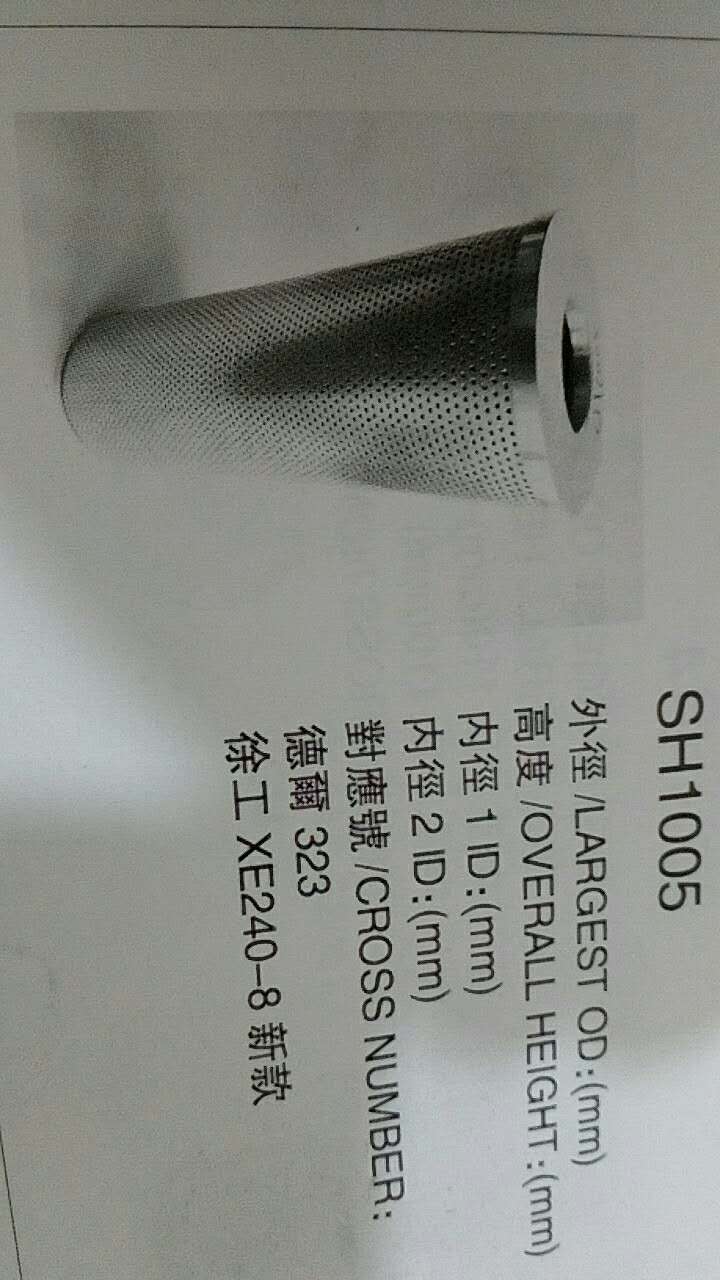 SH1005
外徑 /LARGEST OD:(mm)
高度 /OVERALL HEIGHT:(mm)
内徑 1 ID:(mm)
内徑 2 ID:(mm)
對應號 /CROSS NUMBER:
德爾 323
徐工 XE240-8 新款